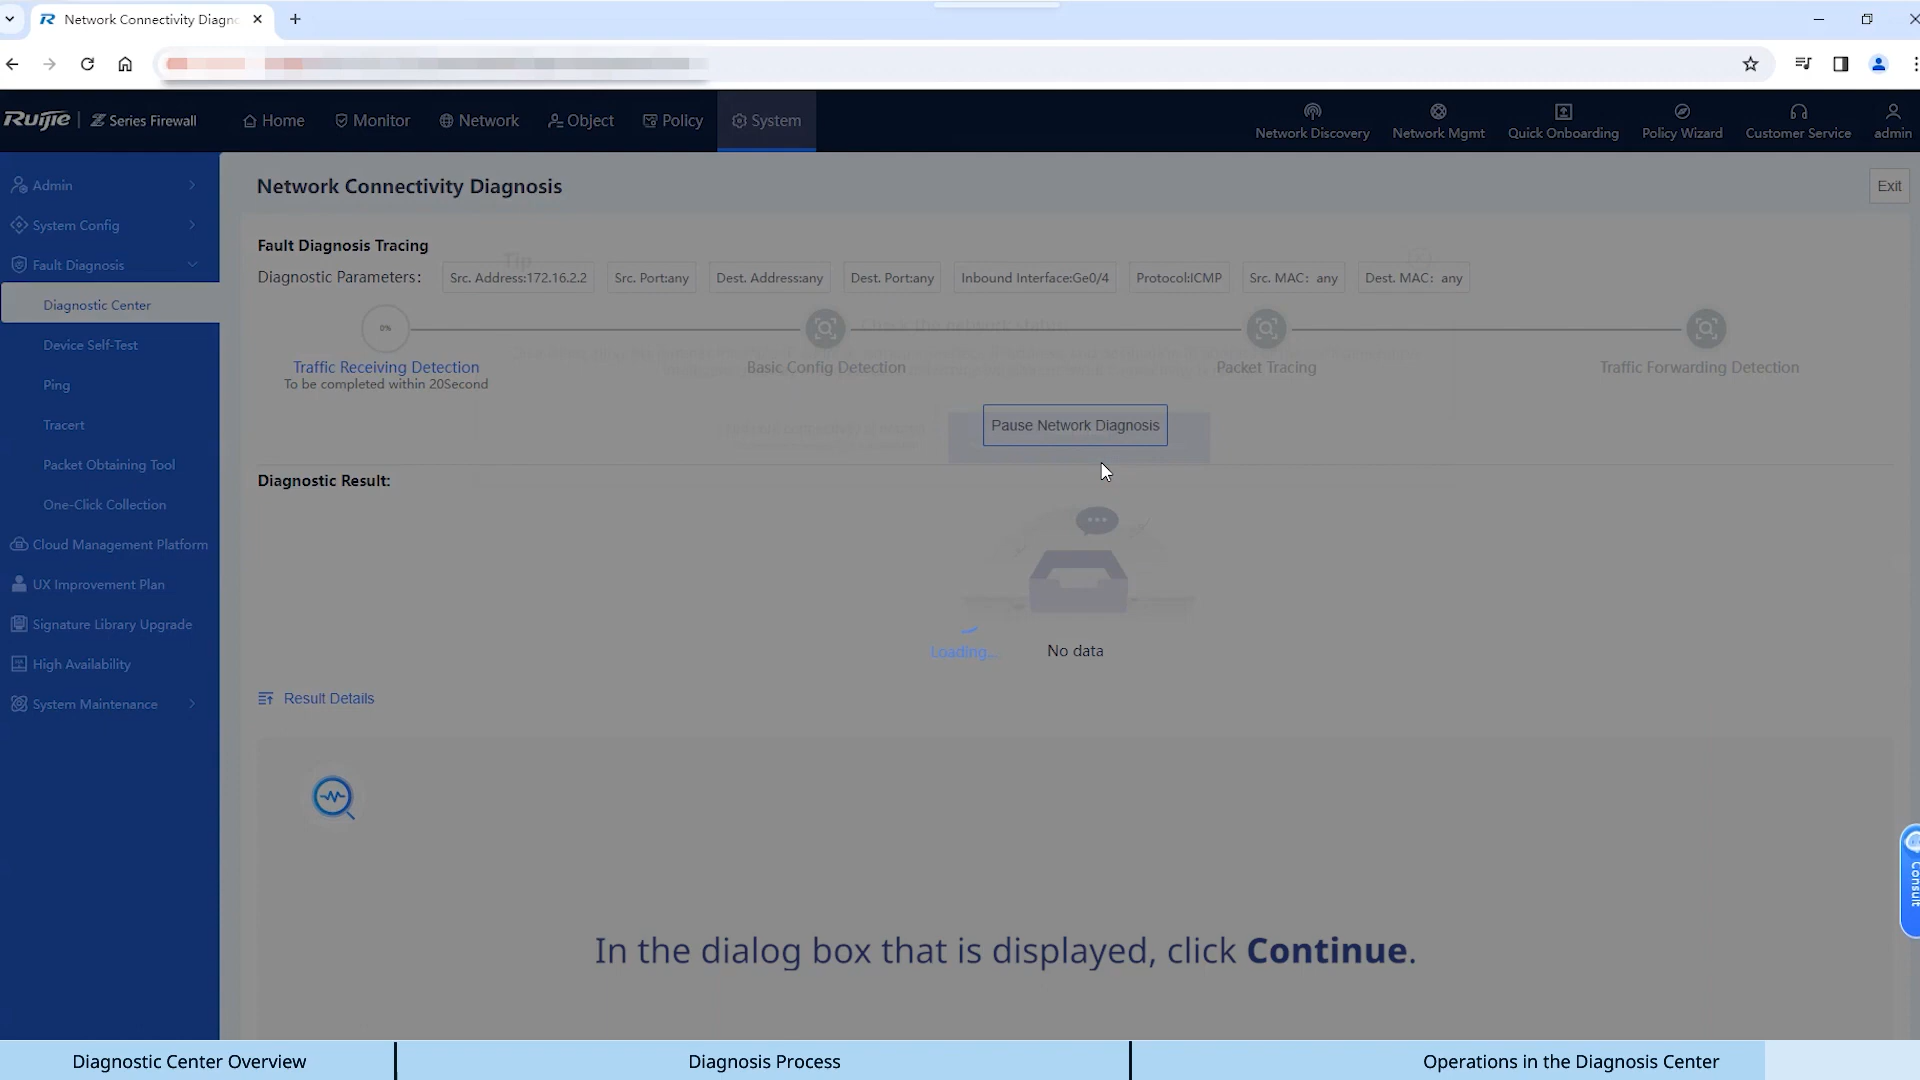 Network Connectivity Diagn
Ruijie | Z Series Firewall
Home
Monitor
Network
Object
Policy
System
Network Discovery
Network Mgmt
Quick Onboarding
Policy Wizard
Customer Service
admin
Admin
System Config
Fault Diagnosis
Diagnostic Center
Device Self-Test
Ping
Tracert
Packet Obtaining Tool
One-Click Collection
Cloud Management Platform
UX Improvement Plan
Signature Library Upgrade
High Availability
System Maintenance
Network Connectivity Diagnosis
Exit
Fault Diagnosis Tracing
Tip
Diagnostic Parameters: Src. Address:172.16.2.2 Src. Port:any Dest. Address:any Dest. Port:any Inbound Interface:Ge0/4 Protocol:ICMP Src. MAC: any Dest. MAC: any
0%
Check the network status
Traffic Receiving Detection
To be completed within 20Second
Basic Config Detection
Packet Tracing
Traffic Forwarding Detection
Pause Network Diagnosis
Diagnostic Result:
Loading...
No data
Result Details
Consult
In the dialog box that is displayed, click Continue.
Diagnostic Center Overview
Diagnosis Process
Operations in the Diagnosis Center